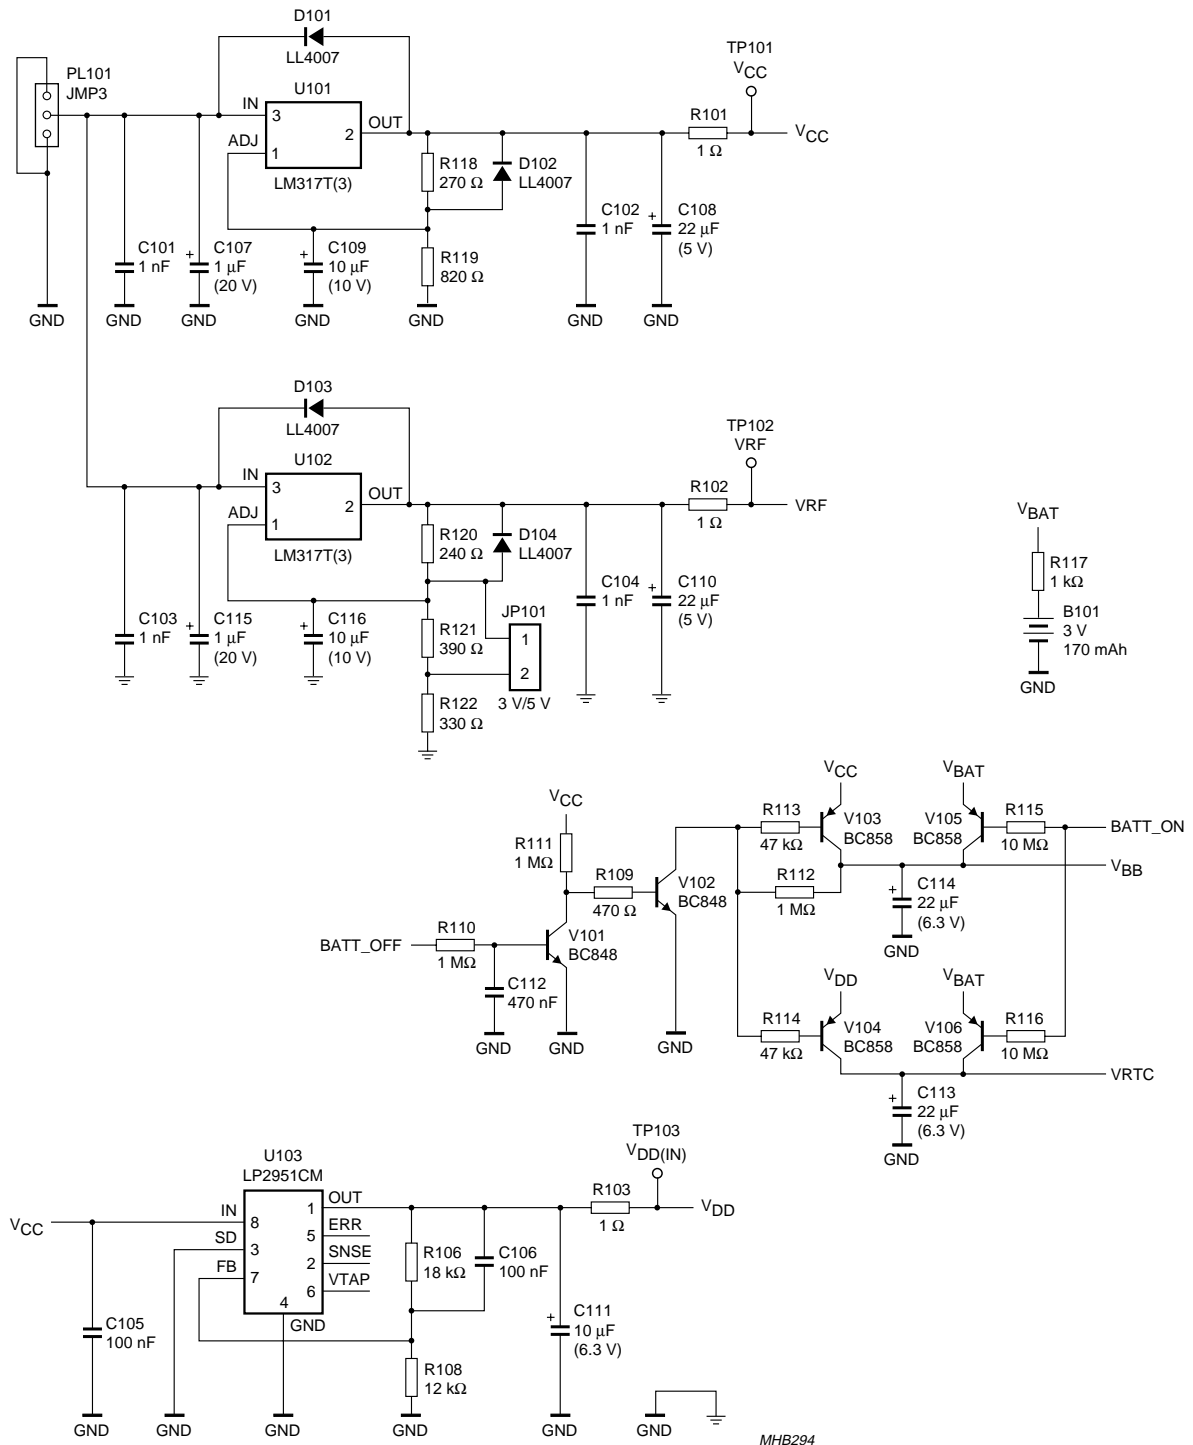 D101
LL4007
PL101
JMP3
U101
IN
3
2
OUT
ADJ
1
LM317T(3)
TP101
VCC
R101
1 Ω
VCC
R118
270 Ω
D102
LL4007
C101
1 nF
+
C107
1 µF
(20 V)
+
C109
10 µF
(10 V)
R119
820 Ω
C102
1 nF
+
C108
22 µF
(5 V)
GND
GND
GND
GND
GND
GND
GND
D103
LL4007
U102
IN
3
2
OUT
ADJ
1
LM317T(3)
TP102
VRF
R102
1 Ω
VRF
R120
240 Ω
D104
LL4007
C103
1 nF
+
C115
1 µF
(20 V)
+
C116
10 µF
(10 V)
R121
390 Ω
JP101
1
2
3 V/5 V
R122
330 Ω
C104
1 nF
+
C110
22 µF
(5 V)
VBAT
R117
1 kΩ
B101
3 V
170 mAh
GND
VCC
R111
1 MΩ
R109
470 Ω
V102
BC848
BATT_OFF
R110
1 MΩ
V101
BC848
C112
470 nF
GND
GND
GND
VCC
VBAT
R113
47 kΩ
V103
BC858
V105
BC858
R115
10 MΩ
BATT_ON
VBB
R112
1 MΩ
+
C114
22 µF
(6.3 V)
GND
VDD
VBAT
R114
47 kΩ
V104
BC858
V106
BC858
R116
10 MΩ
VRTC
+
C113
22 µF
(6.3 V)
GND
U103
LP2951CM
VCC
IN
8
SD
3
FB
7
4
GND
1
OUT
5
ERR
2
SNSE
6
VTAP
TP103
VDD(IN)
R103
1 Ω
VDD
R106
18 kΩ
C106
100 nF
C105
100 nF
+
C111
10 µF
(6.3 V)
R108
12 kΩ
GND
GND
GND
GND
GND
GND
MHB294